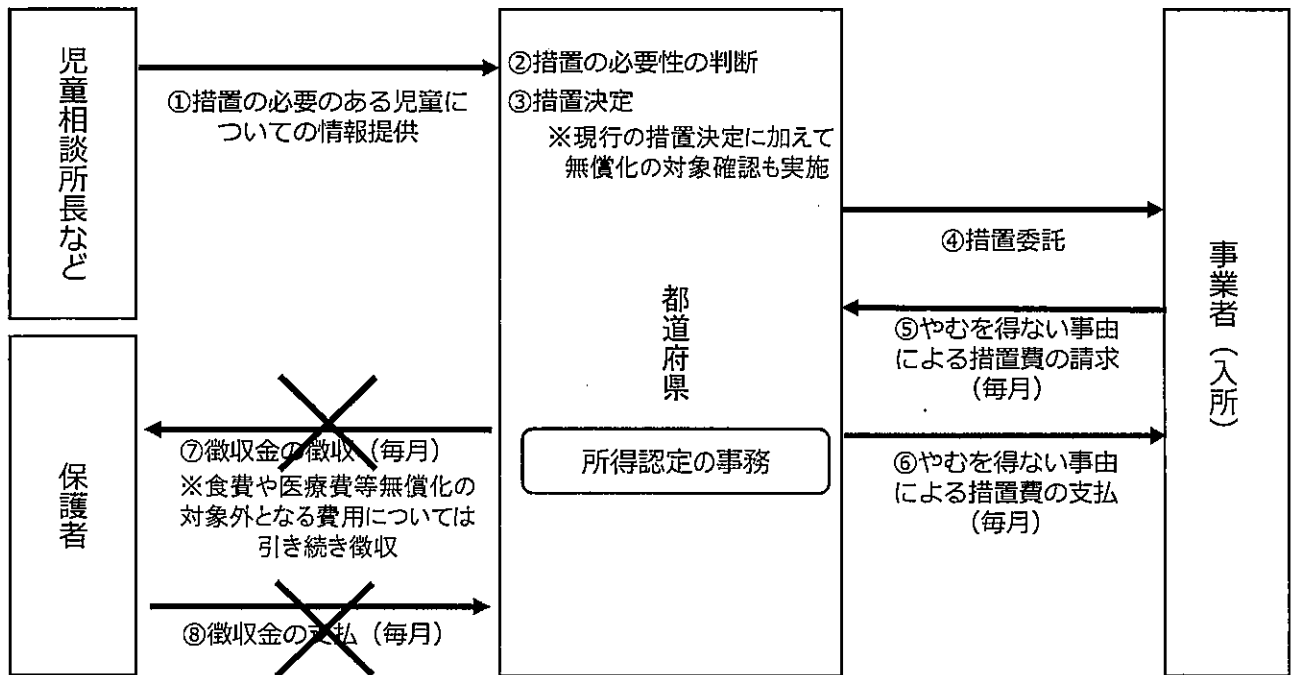 児童相談所長など
①措置の必要のある児童に
ついての情報提供
②措置の必要性の判断
③措置決定
※現行の措置決定に加えて
無償化の対象確認も実施
都道府県
所得認定の事務
④措置委託
⑤やむを得ない事由
による措置費の請求
(毎月)
⑥やむを得ない事由
による措置費の支払
(毎月)
事業者(入所)
保護者
⑦徴収金の徴収(毎月)
※食費や医療費等無償化の
対象外となる費用については
引き続き徴収
⑧徴収金の支払(毎月)